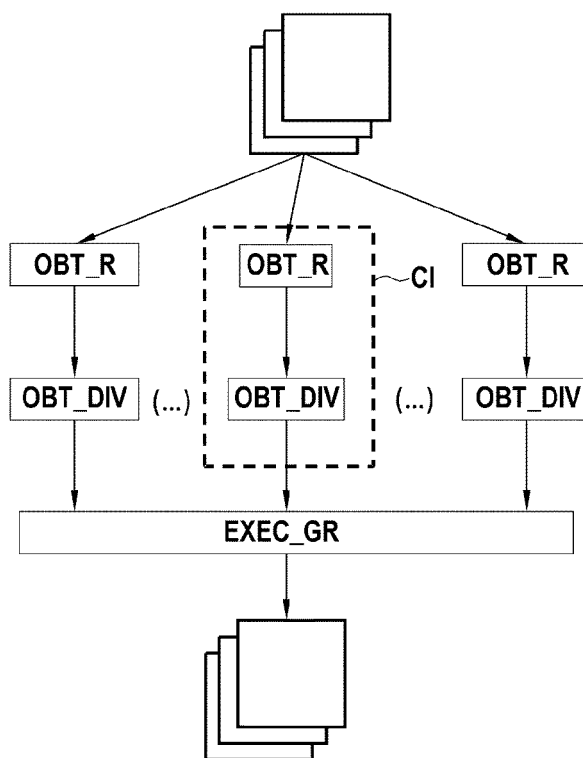 OBT_R
OBT_R
CI
OBT_R
OBT_DIV
(...)
OBT_DIV
(...)
OBT_DIV
EXEC_GR